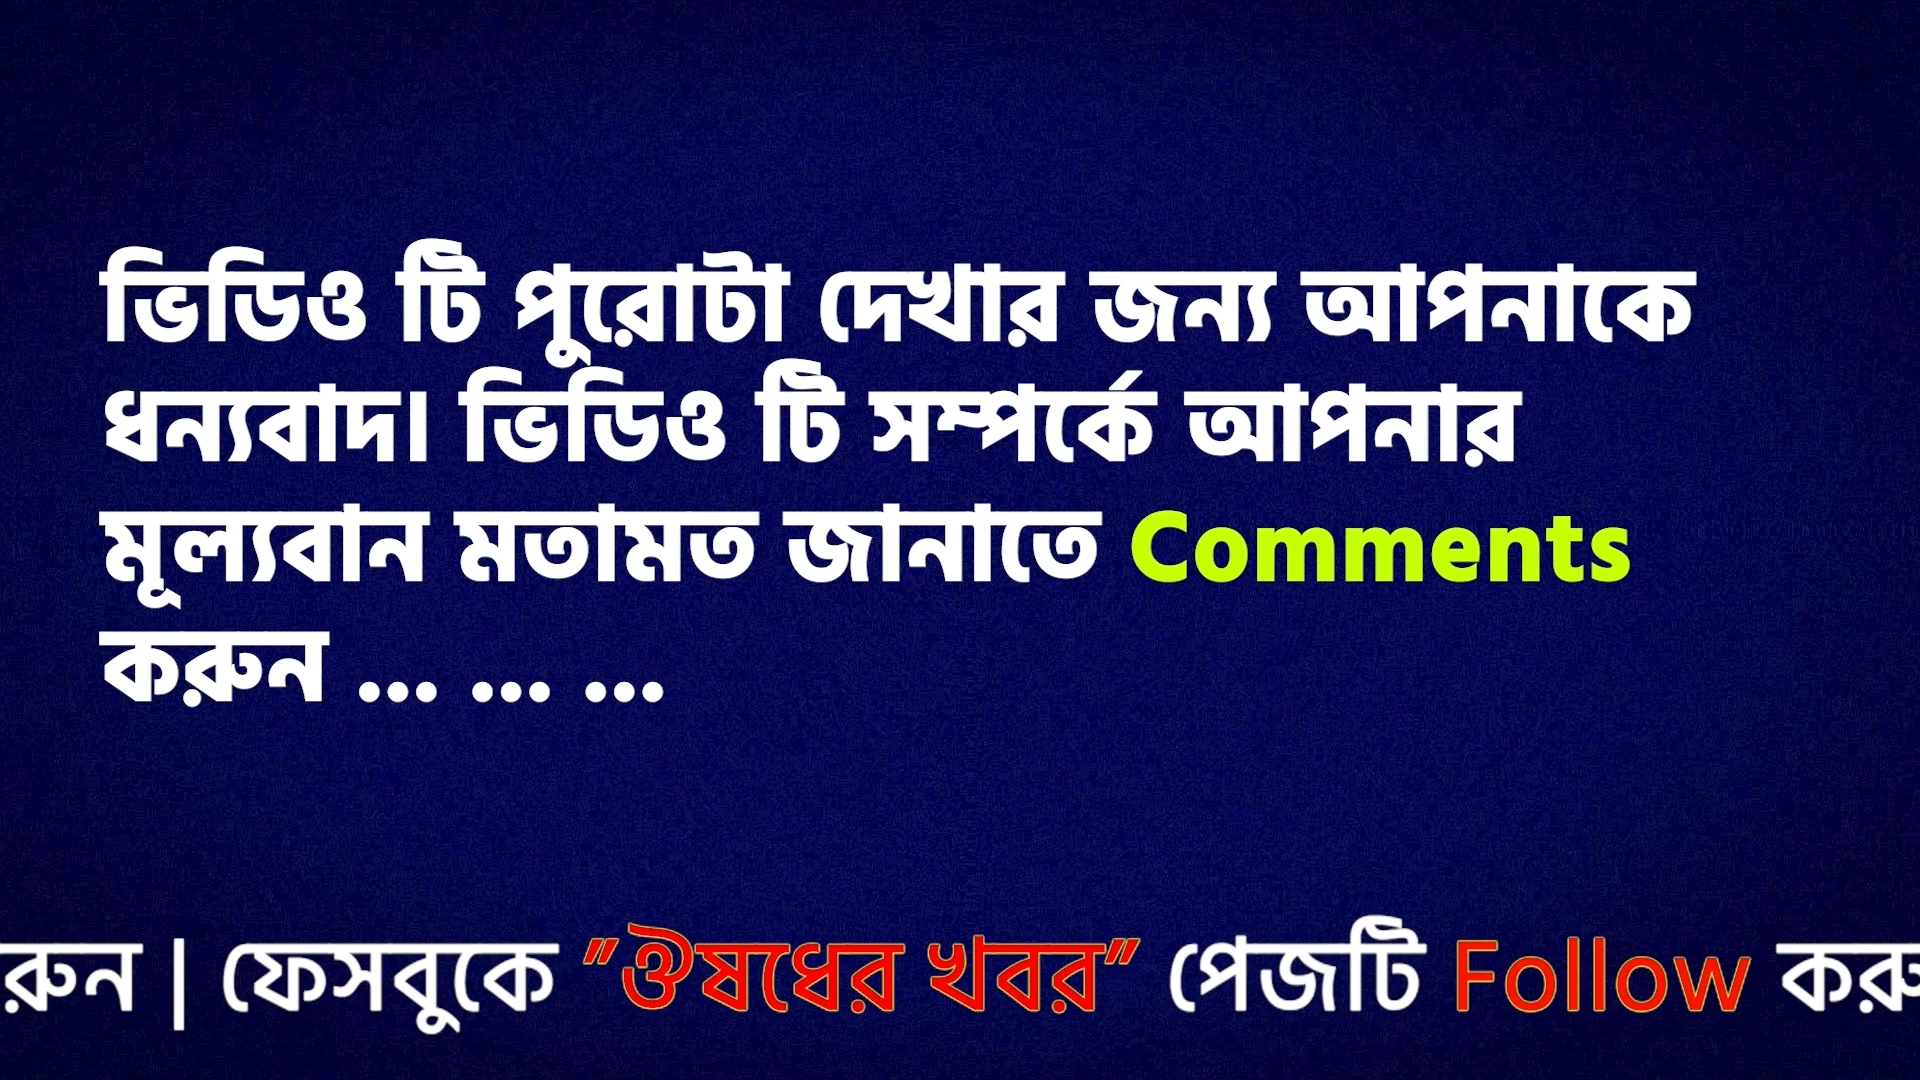 ভিডিও টি পুরোটা দেখার জন্য আপনাকে
ধন্যবাদ। ভিডিও টি সম্পর্কে আপনার
মূল্যবান মতামত জানাতে Comments
করুন ... ... ...
রুন | ফেসবুকে "ঔষধের খবর" পেজটি Follow করু